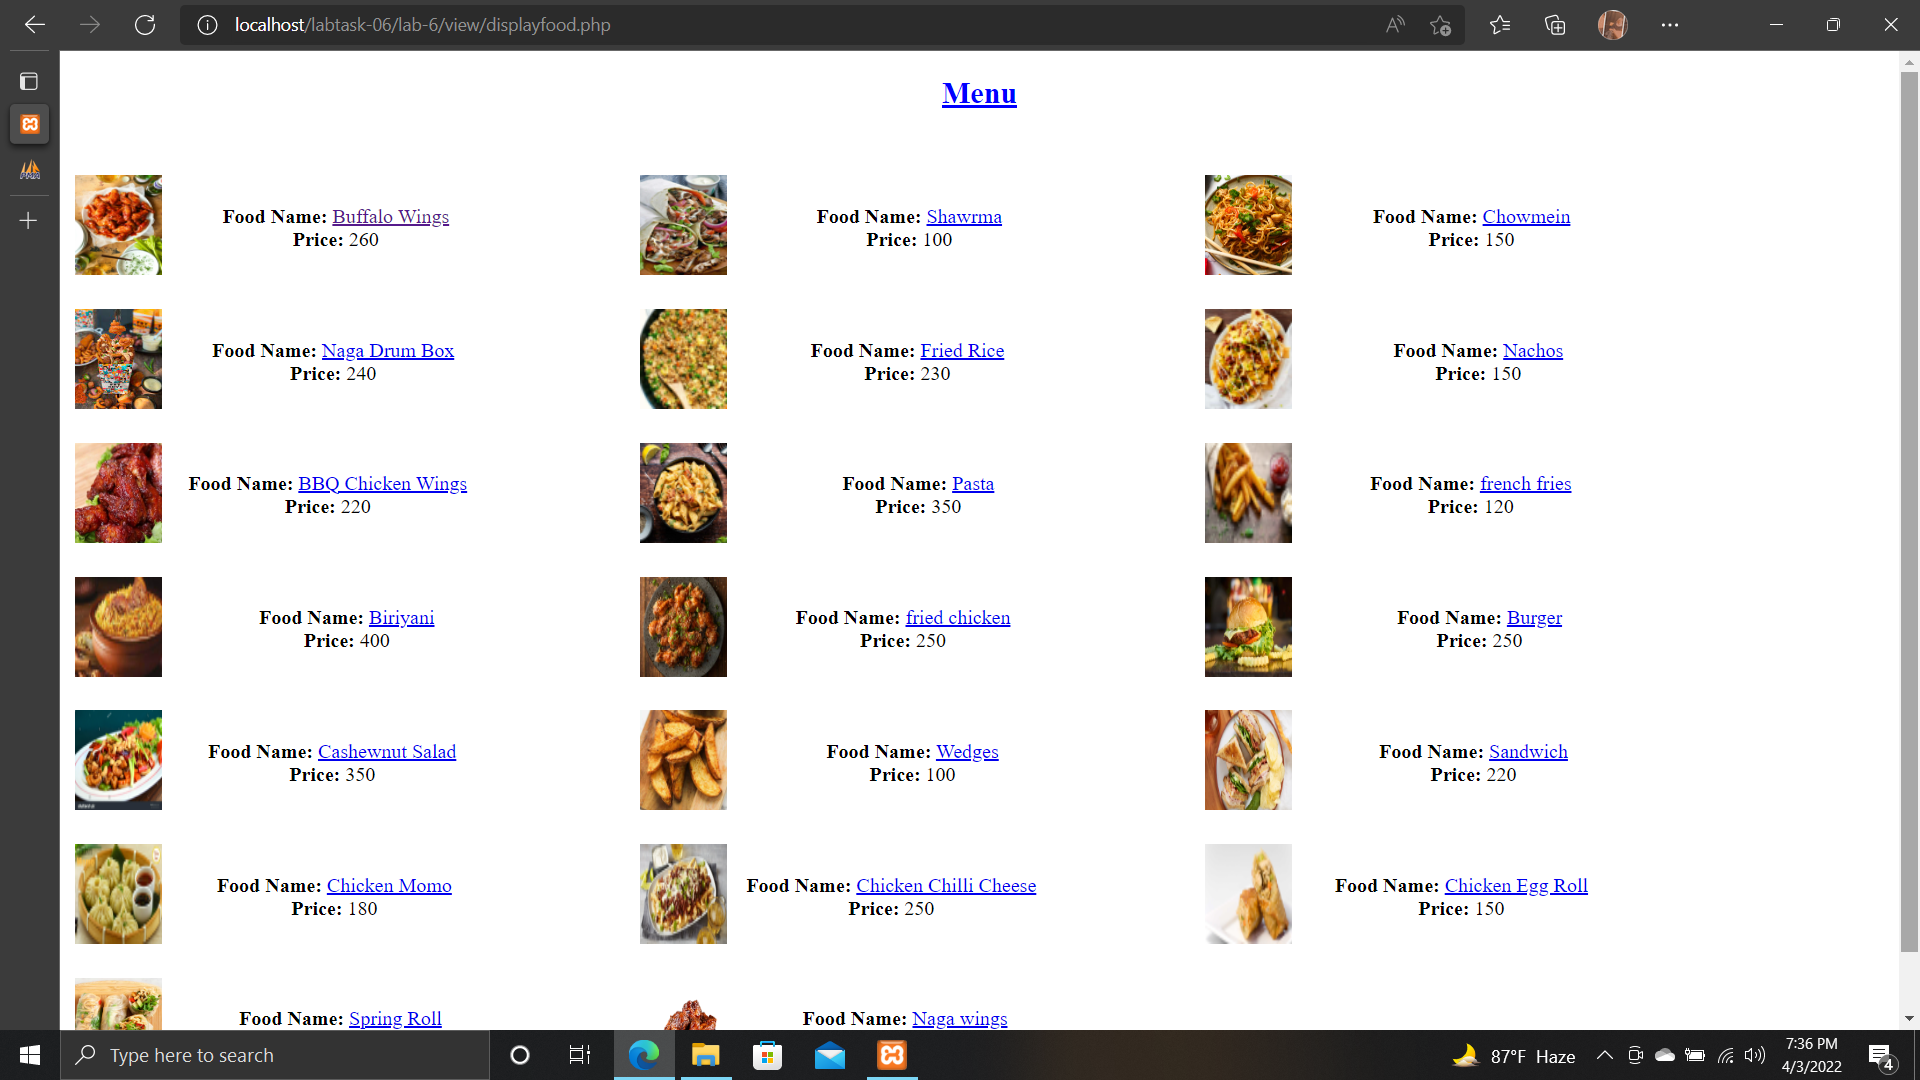 localhost/labtask-06/lab-6/view/displayfood.php
Menu
Food Name: Buffalo Wings
Price: 260
Food Name: Shawrma
Price: 100
Food Name: Chowmein
Price: 150
Food Name: Naga Drum Box
Price: 240
Food Name: Fried Rice
Price: 230
Food Name: Nachos
Price: 150
Food Name: BBQ Chicken Wings
Price: 220
Food Name: Pasta
Price: 350
Food Name: french fries
Price: 120
Food Name: Biriyani
Price: 400
Food Name: fried chicken
Price: 250
Food Name: Burger
Price: 250
Food Name: Cashewnut Salad
Price: 350
Food Name: Wedges
Price: 100
Food Name: Sandwich
Price: 220
Food Name: Chicken Momo
Price: 180
Food Name: Chicken Chilli Cheese
Price: 250
Food Name: Chicken Egg Roll
Price: 150
Food Name: Spring Roll
Food Name: Naga wings
Type here to search
87°F Haze
7:36 PM
4/3/2022
4